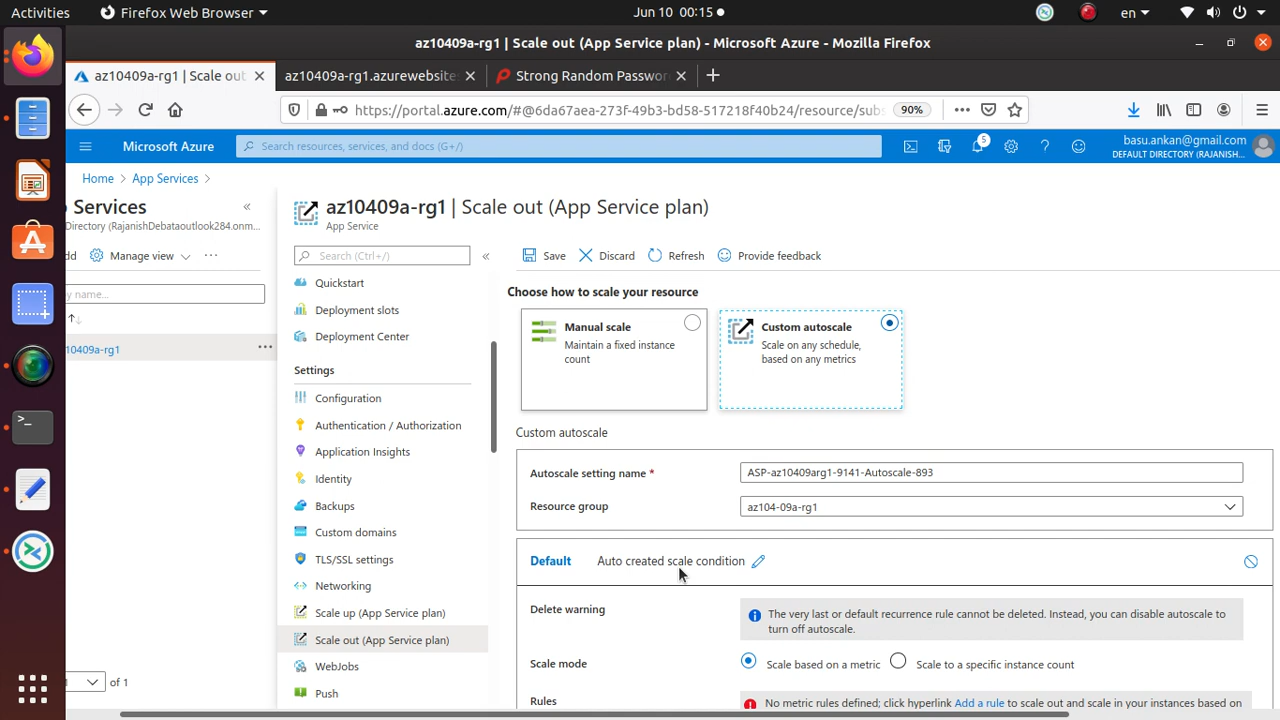 Activities
Firefox Web Browser
Jun 10 00:15
en
az10409a-rg1 | Scale out (App Service plan) - Microsoft Azure - Mozilla Firefox
az10409a-rg1 | Scale out
az10409a-rg1.azurewebsite
Strong Random Passwor
https://portal.azure.com/#@6da67aea-273f-49b3-bd58-517218f40b24/resource/subs
90%
Microsoft Azure
Search resources, services, and docs (G+/)
5
basu.ankan@gmail.com
DEFAULT DIRECTORY (RAJANISH...
Home
App Services
Services
Directory (RajanishDebataoutlook284.onm...
dd
Manage view
y name...
10409a-rg1
of 1
az10409a-rg1 | Scale out (App Service plan)
App Service
Search (Ctrl+/)
Quickstart
Deployment slots
Deployment Center
Settings
Configuration
Authentication / Authorization
Application Insights
Identity
Backups
Custom domains
TLS/SSL settings
Networking
Scale up (App Service plan)
Scale out (App Service plan)
WebJobs
Push
Save
Discard
Refresh
Provide feedback
Choose how to scale your resource
Manual scale
Maintain a fixed instance
count
Custom autoscale
Scale on any schedule,
based on any metrics
Custom autoscale
Autoscale setting name *
ASP-az10409arg1-9141-Autoscale-893
Resource group
az104-09a-rg1
Default
Auto created scale condition
Delete warning
The very last or default recurrence rule cannot be deleted. Instead, you can disable autoscale to
turn off autoscale.
Scale mode
Scale based on a metric
Scale to a specific instance count
Rules
No metric rules defined; click hyperlink Add a rule to scale out and scale in your instances based on